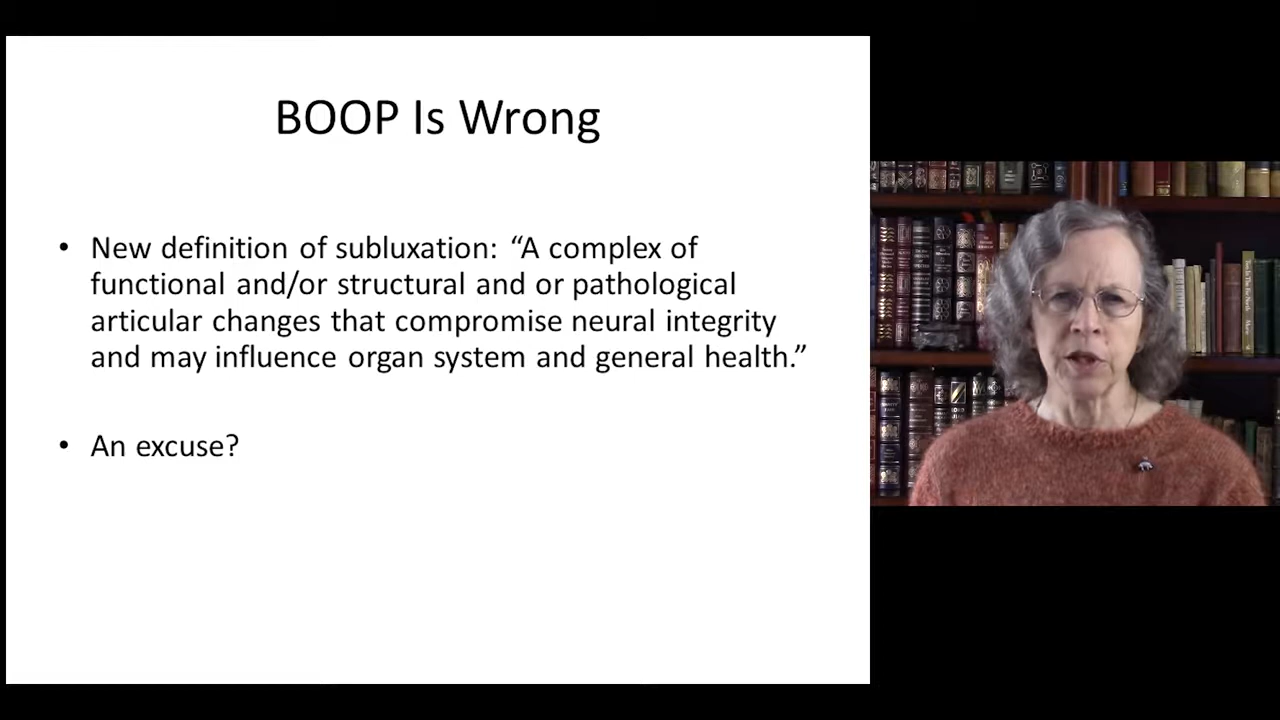 BOOP Is Wrong
• New definition of subluxation: “A complex of
functional and/or structural and or pathological
articular changes that compromise neural integrity
and may influence organ system and general health.”
• An excuse?